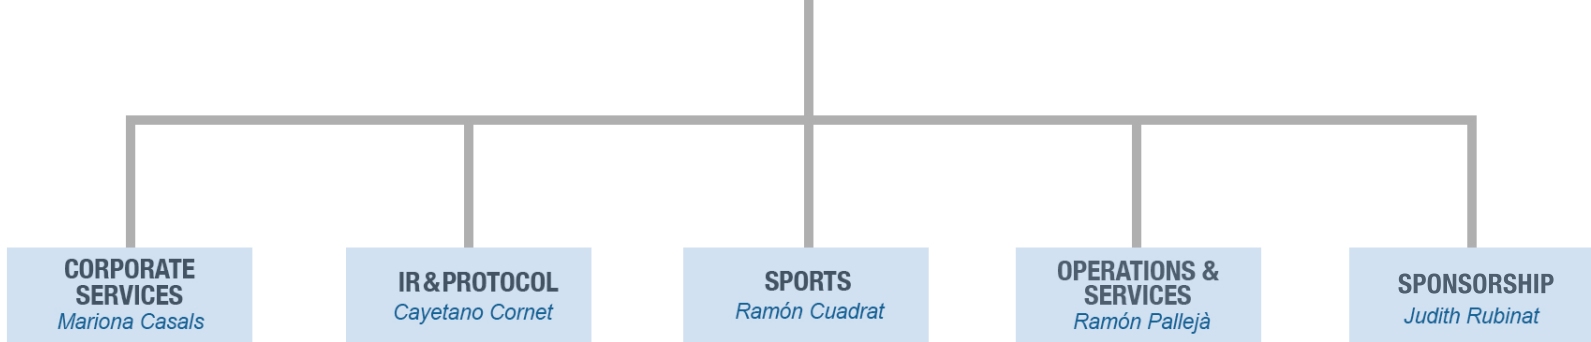 CORPORATE
SERVICES
Mariona Casals
IR & PROTOCOL
Cayetano Cornet
SPORTS
Ramón Cuadrat
OPERATIONS &
SERVICES
Ramón Pallejà
SPONSORSHIP
Judith Rubinat